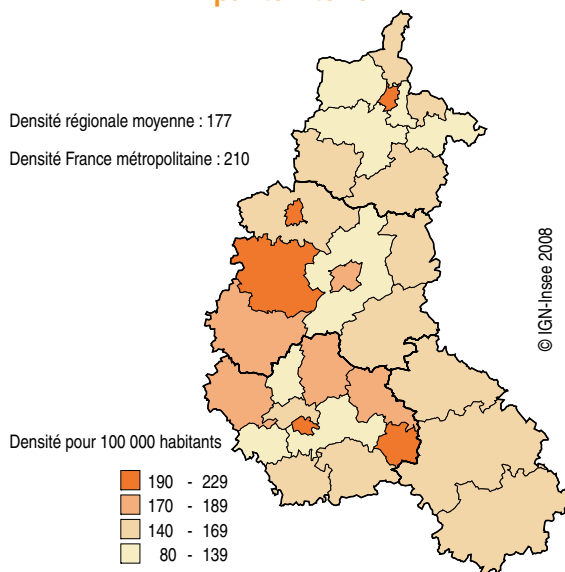 Densité régionale moyenne : 177
Densité France métropolitaine : 210
© IGN-Insee 2008
Densité pour 100 000 habitants
190 - 229
170 - 189
140 - 169
80 - 139